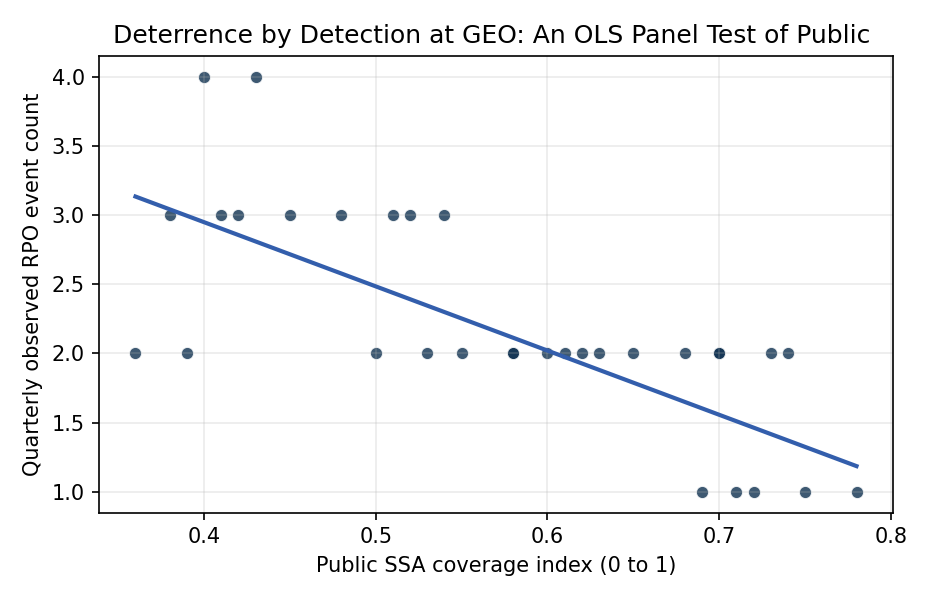 Deterrence by Detection at GEO: An OLS Panel Test of Public
Quarterly observed RPO event count
4.0
3.5
3.0
2.5
2.0
1.5
1.0
0.4 0.5 0.6 0.7 0.8
Public SSA coverage index (0 to 1)